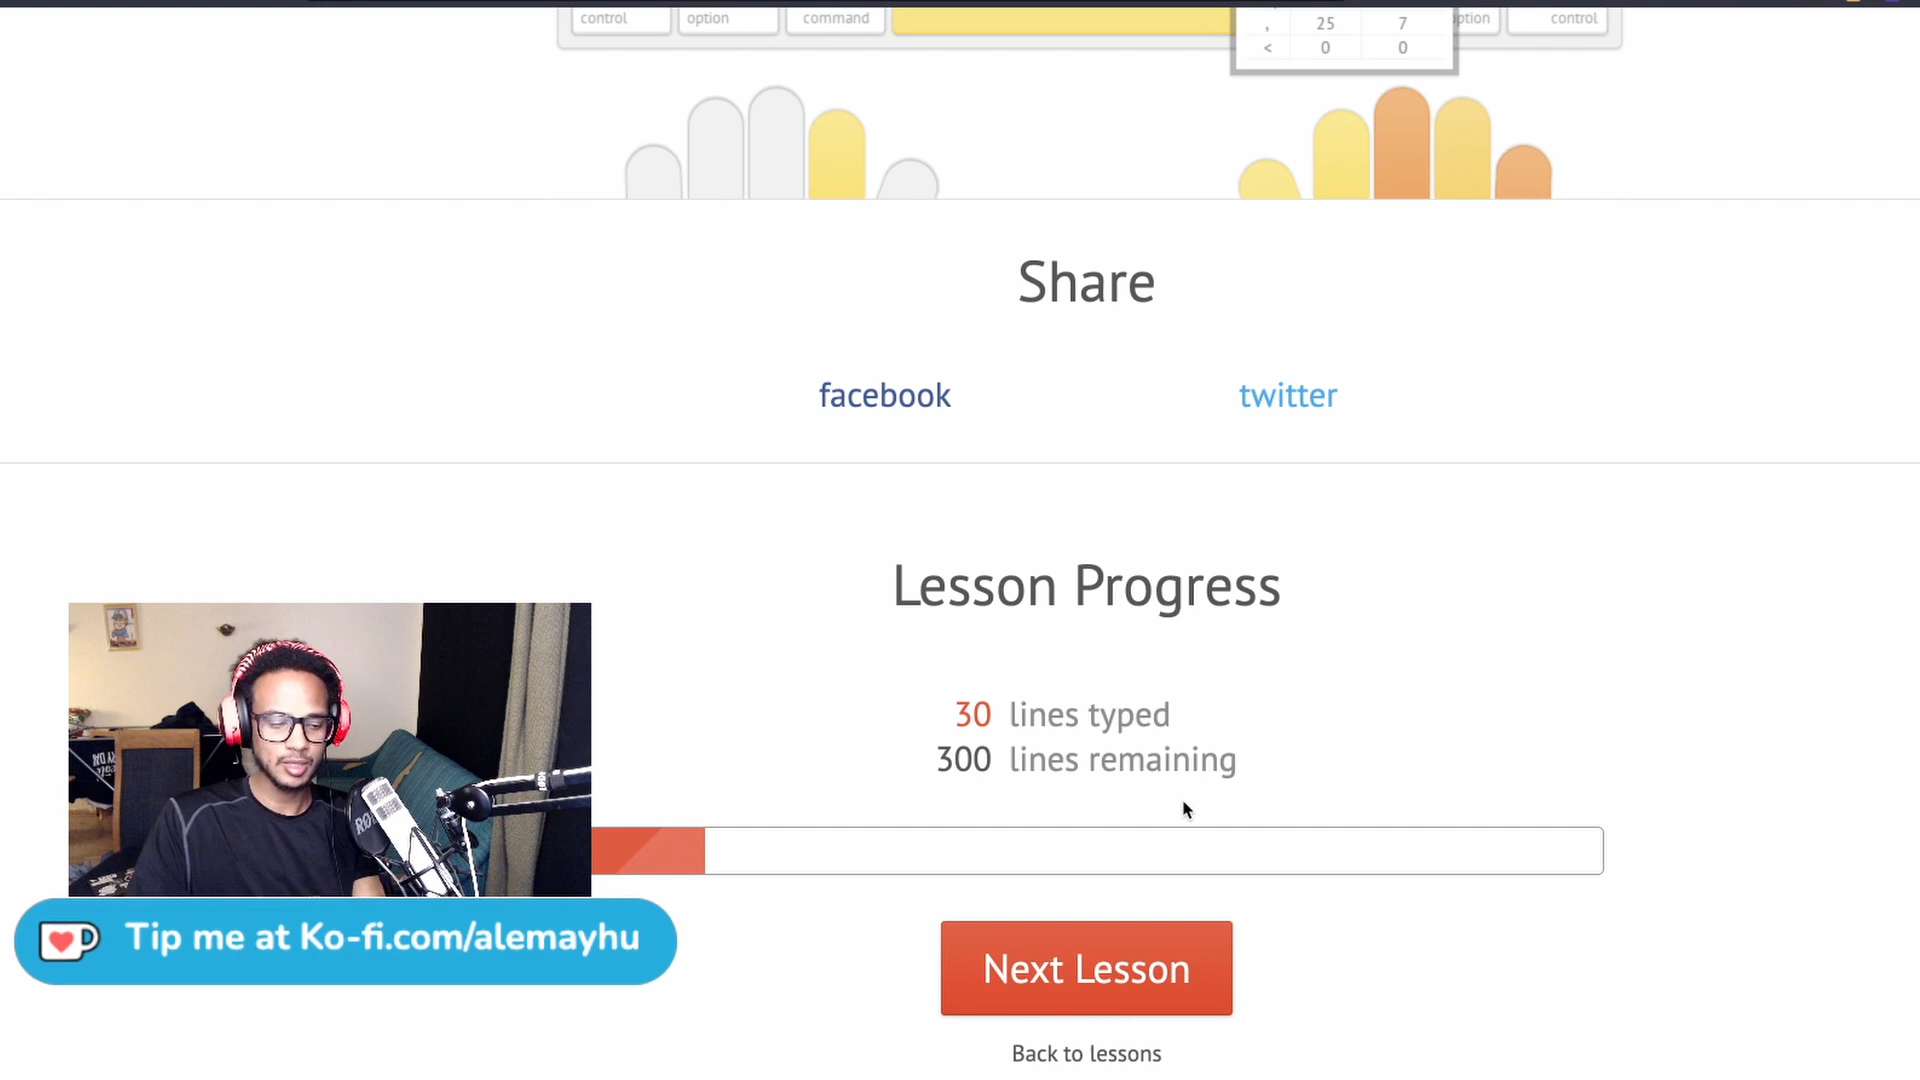 control option command ption control
, 25 7
< 0 0
Share
facebook twitter
Lesson Progress
30 lines typed
300 lines remaining
Tip me at Ko-fi.com/alemayhu
Next Lesson
Back to lessons